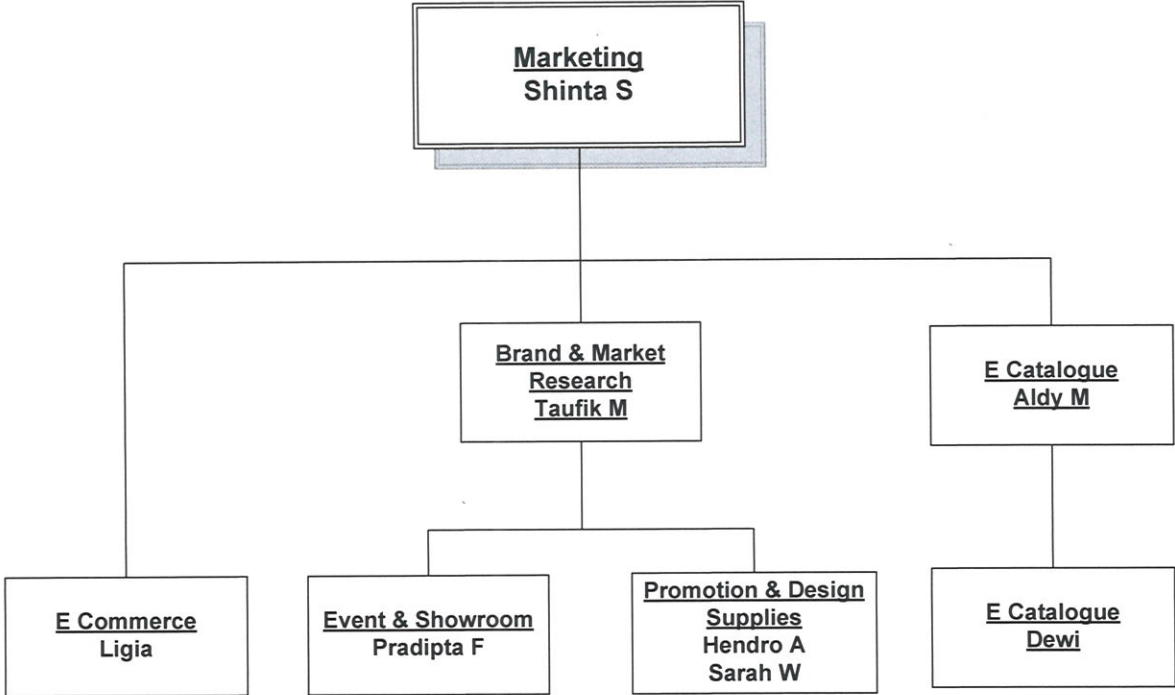 Marketing
Shinta S
Brand & Market
Research
Taufik M
E Catalogue
Aldy M
E Commerce
Ligia
Event & Showroom
Pradipta F
Promotion & Design
Supplies
Hendro A
Sarah W
E Catalogue
Dewi